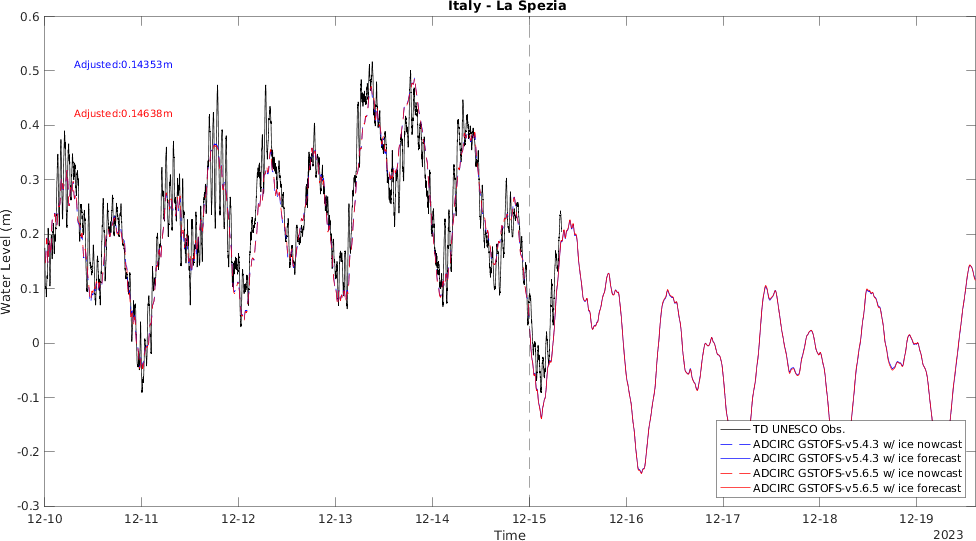 Italy - La Spezia
0.6
0.5
0.4
0.3
0.2
0.1
0
-0.1
-0.2
-0.3
Water Level (m)
Adjusted:0.14353m
Adjusted:0.14638m
TD UNESCO Obs.
ADCIRC GSTOFS-v5.4.3 w/ ice nowcast
ADCIRC GSTOFS-v5.4.3 w/ ice forecast
ADCIRC GSTOFS-v5.6.5 w/ ice nowcast
ADCIRC GSTOFS-v5.6.5 w/ ice forecast
12-10 12-11 12-12 12-13 12-14 12-15 12-16 12-17 12-18 12-19
Time
2023